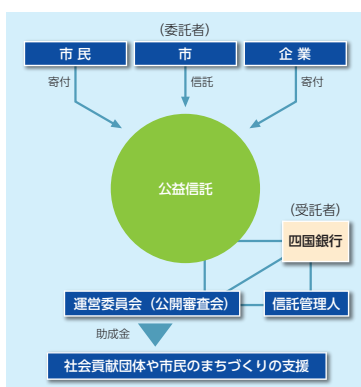 (委託者)
市民
市
企業
寄付
信託
寄付
公益信託
(受託者)
四国銀行
運営委員会(公開審査会)
信託管理人
助成金
社会貢献団体や市民のまちづくりの支援